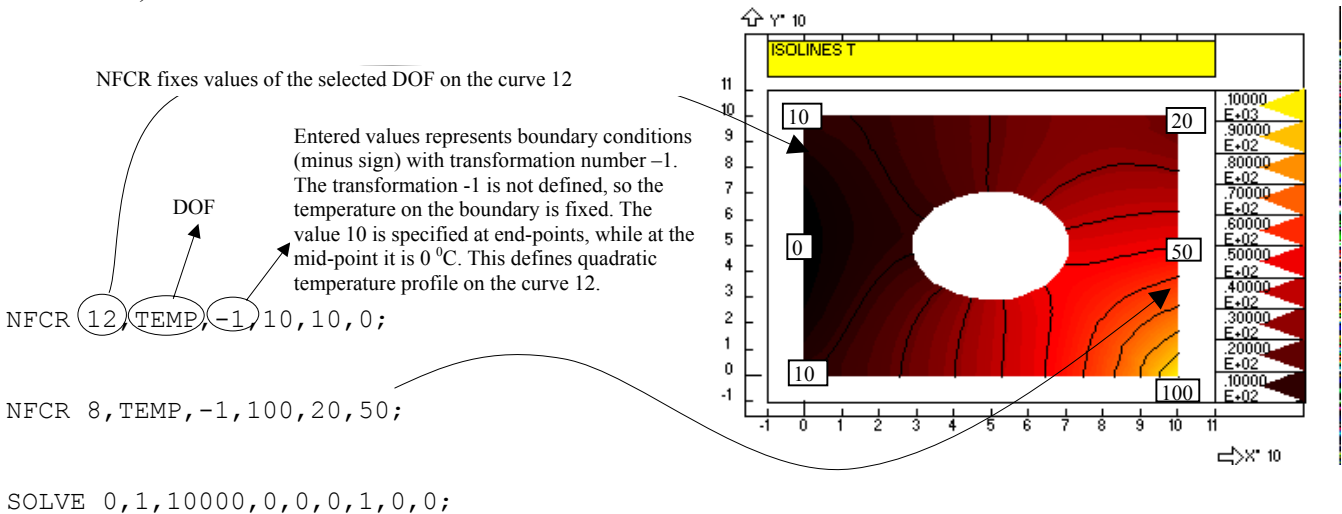 NFCR fixes values of the selected DOF on the curve 12
Entered values represents boundary conditions
(minus sign) with transformation number –1.
The transformation -1 is not defined, so the
temperature on the boundary is fixed. The
value 10 is specified at end-points, while at the
mid-point it is 0 ⁰C. This defines quadratic
temperature profile on the curve 12.
DOF
NFCR 12,TEMP,-1,10,10,0;
NFCR 8,TEMP,-1,100,20,50;
SOLVE 0,1,10000,0,0,0,1,0,0;
Y* 10
ISOLINES T
11
10
9
8
7
6
5
4
3
2
1
0
-1
10
20
0
50
10
100
.10000
E+03
.90000
E+02
.80000
E+02
.70000
E+02
.60000
E+02
.50000
E+02
.40000
E+02
.30000
E+02
.20000
E+02
.10000
E+02
-1 0 1 2 3 4 5 6 7 8 9 10 11
X* 10